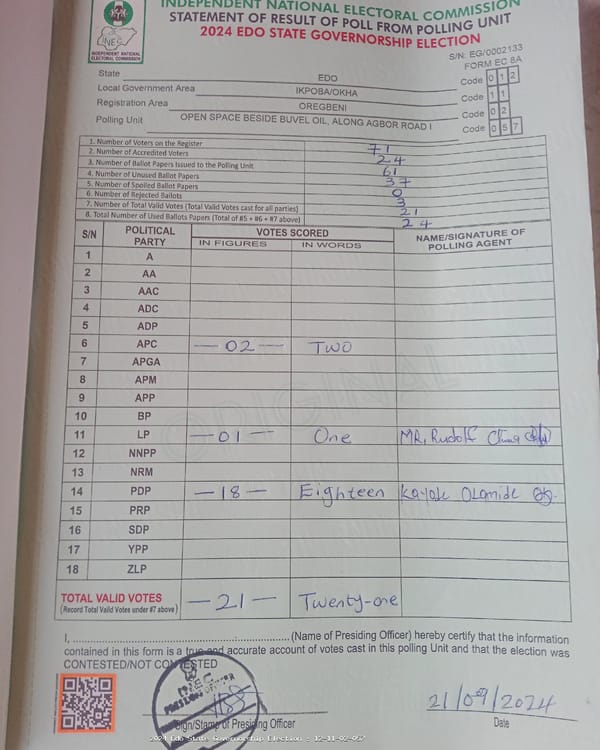 INDEPENDENT NATIONAL ELECTORAL COMMISSION
STATEMENT OF RESULT OF POLL FROM POLLING UNIT
2024 EDO STATE GOVERNORSHIP ELECTION
INEC
INDEPENDENT NATIONAL
ELECTORAL COMMISSION
S/N: EG/0002133
FORM EC 8A
State EDO Code 0 1 2
Local Government Area IKPOBA/OKHA Code 1 1
Registration Area OREGBENI Code 0 2
Polling Unit OPEN SPACE BESIDE BUVEL OIL, ALONG AGBOR ROAD I Code 0 5 7
1. Number of Voters on the Register 71
2. Number of Accredited Voters 24
3. Number of Ballot Papers Issued to the Polling Unit 61
4. Number of Unused Ballot Papers 37
5. Number of Spoiled Ballot Papers 0
6. Number of Rejected Ballots 3
7. Number of Total Valid Votes (Total Valid Votes cast for all parties) 21
8. Total Number of Used Ballots Papers (Total of #5 + #6 + #7 above) 24
S/N POLITICAL PARTY VOTES SCORED NAME/SIGNATURE OF POLLING AGENT
IN FIGURES IN WORDS
1 A
2 AA
3 AAC
4 ADC
5 ADP
6 APC — 02 — TWO
7 APGA
8 APM
9 APP
10 BP
11 LP — 01 — One MR, Rudolf
12 NNPP
13 NRM
14 PDP — 18 — Eighteen Kayode Olamide
15 PRP
16 SDP
17 YPP
18 ZLP
TOTAL VALID VOTES — 21 — Twenty-one
(Record Total Valid Votes under #7 above)
I, ............................................ (Name of Presiding Officer) hereby certify that the information
contained in this form is a true and accurate account of votes cast in this polling Unit and that the election was
CONTESTED/NOT CONTESTED
INEC
21/09/2024
Sign/Stamp of Presiding Officer Date
2024 Edo State Governorship Election : 12-11-02-057